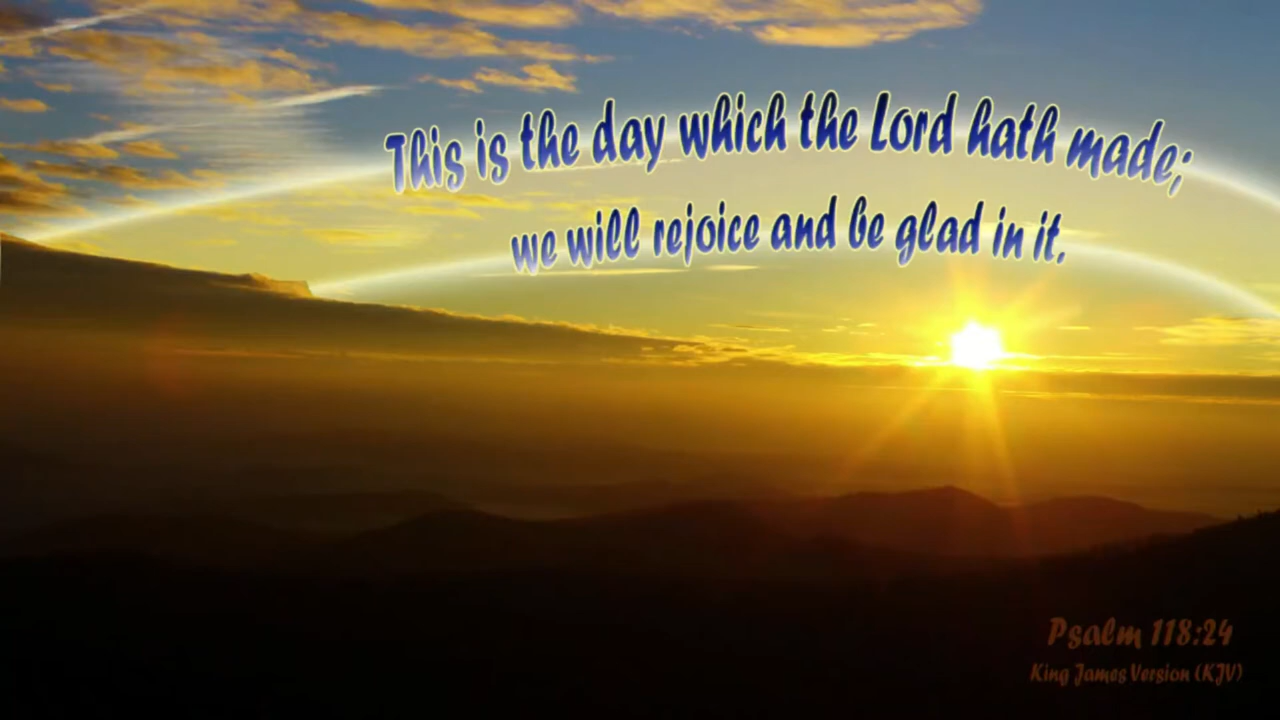 This is the day which the Lord hath made;
we will rejoice and be glad in it.
Psalm 118:24
King James Version (KJV)